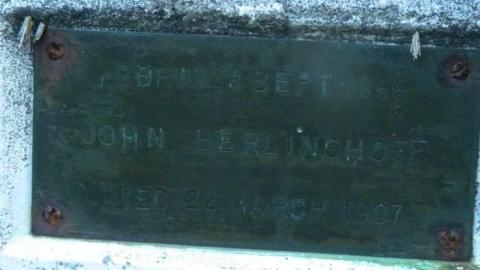 BORN SEPT
JOHN BERLINGHOFF
DIED 22 MARCH 1907